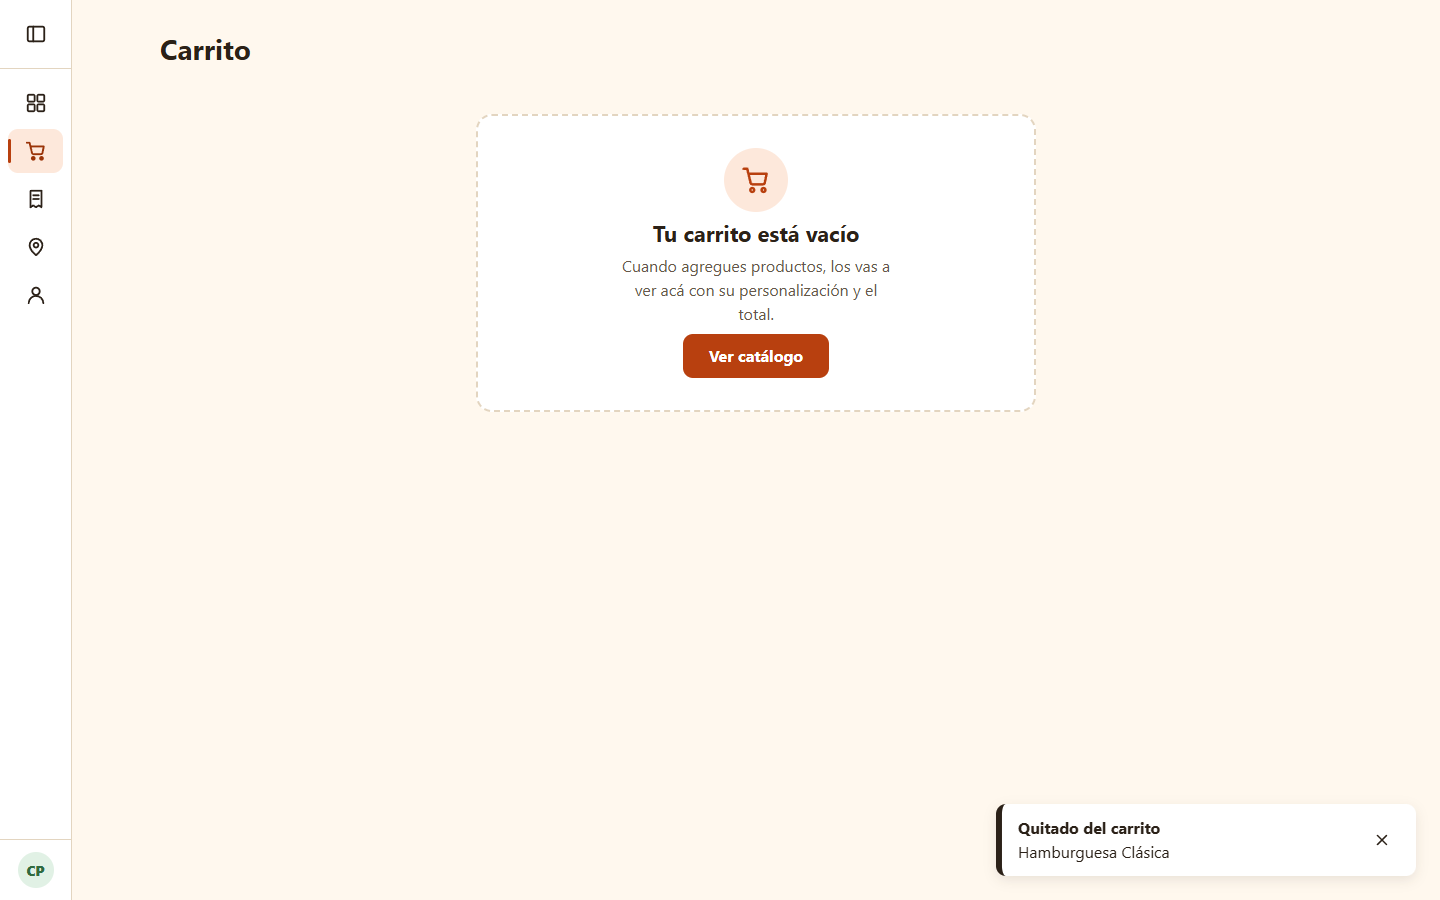 Carrito
Tu carrito está vacío
Cuando agregues productos, los vas a
ver acá con su personalización y el
total.
Ver catálogo
Quitado del carrito
Hamburguesa Clásica
CP